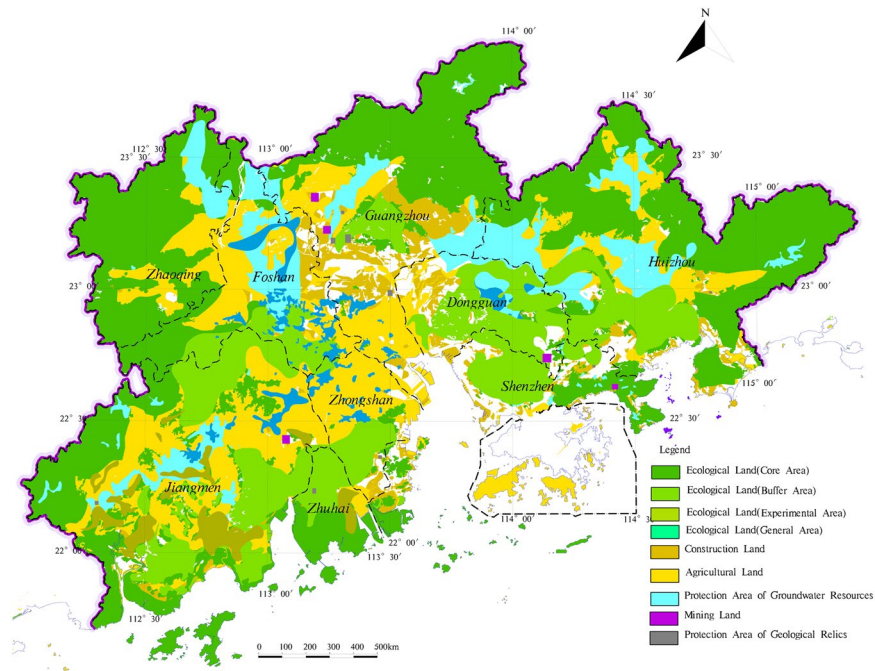 N
114° 00′
114° 30′
112° 30′
23° 30′
113° 00′
23° 30′
115° 00′
Guangzhou
Zhaoqing
Foshan
Huizhou
23° 00′
23° 00′
Dongguan
Shenzhen
115° 00′
Zhongshan
22° 30′
22° 30′
Jiangmen
Zhuhai
Legend
Ecological Land(Core Area)
Ecological Land(Buffer Area)
Ecological Land(Experimental Area)
Ecological Land(General Area)
Construction Land
Agricultural Land
Protection Area of Groundwater Resources
Mining Land
Protection Area of Geological Relics
114° 00′
114° 30
22° 00′
22° 00′
113° 30′
113° 00′
112° 30′
0 100 200 300 400 500km